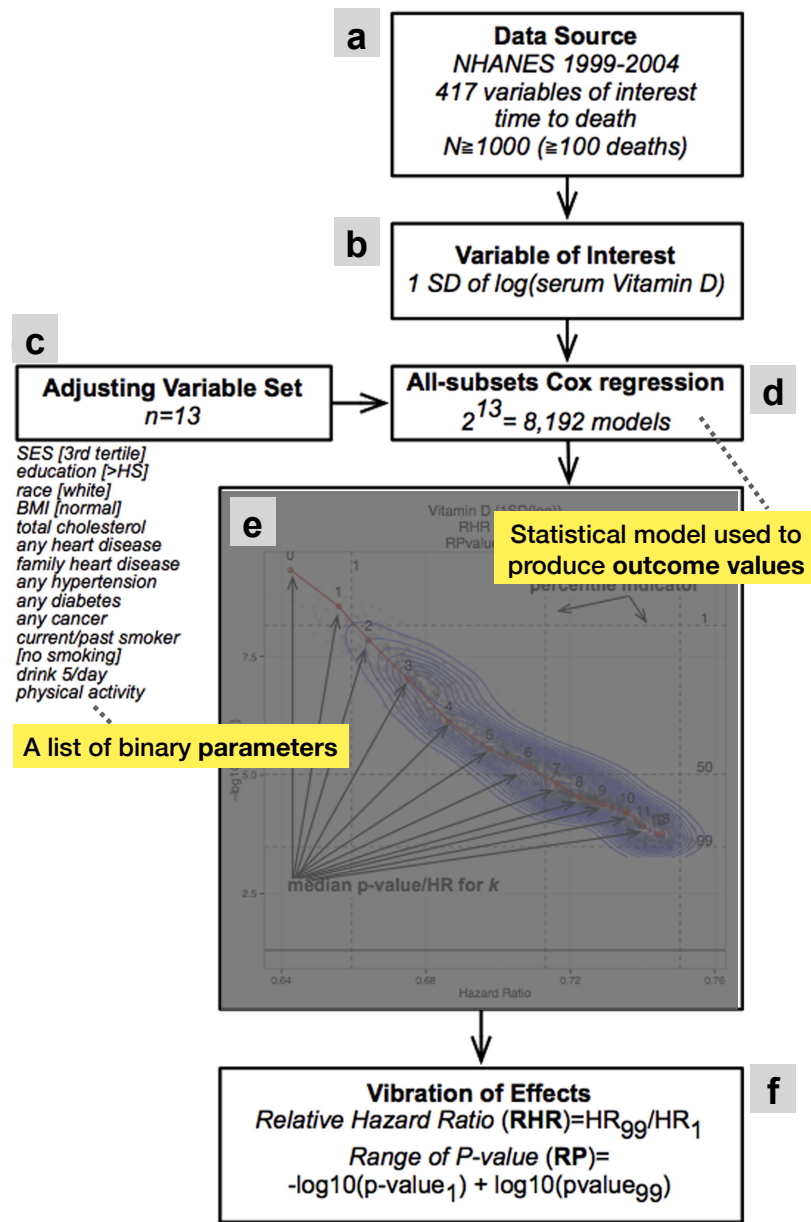 a
Data Source
NHANES 1999-2004
417 variables of interest
time to death
N≧1000 (≧100 deaths)
b
Variable of Interest
1 SD of log(serum Vitamin D)
c
Adjusting Variable Set
n=13
All-subsets Cox regression
2^13 = 8,192 models
d
SES [3rd tertile]
education [>HS]
race [white]
BMI [normal]
total cholesterol
any heart disease
family heart disease
any hypertension
any diabetes
any cancer
current/past smoker
[no smoking]
drink 5/day
physical activity
A list of binary parameters
Statistical model used to
produce outcome values
e
Vitamin D (1SD(log))
RHR
RPvalue
percentile indicator
0
1
1
2
1
7.5
3
4
5
6
50
5.0
7
8
9
10
11
13
99
median p-value/HR for k
2.5
0.64
0.68
0.72
0.76
Hazard Ratio
f
Vibration of Effects
Relative Hazard Ratio (RHR)=HR99/HR1
Range of P-value (RP)=
-log10(p-value1) + log10(pvalue99)